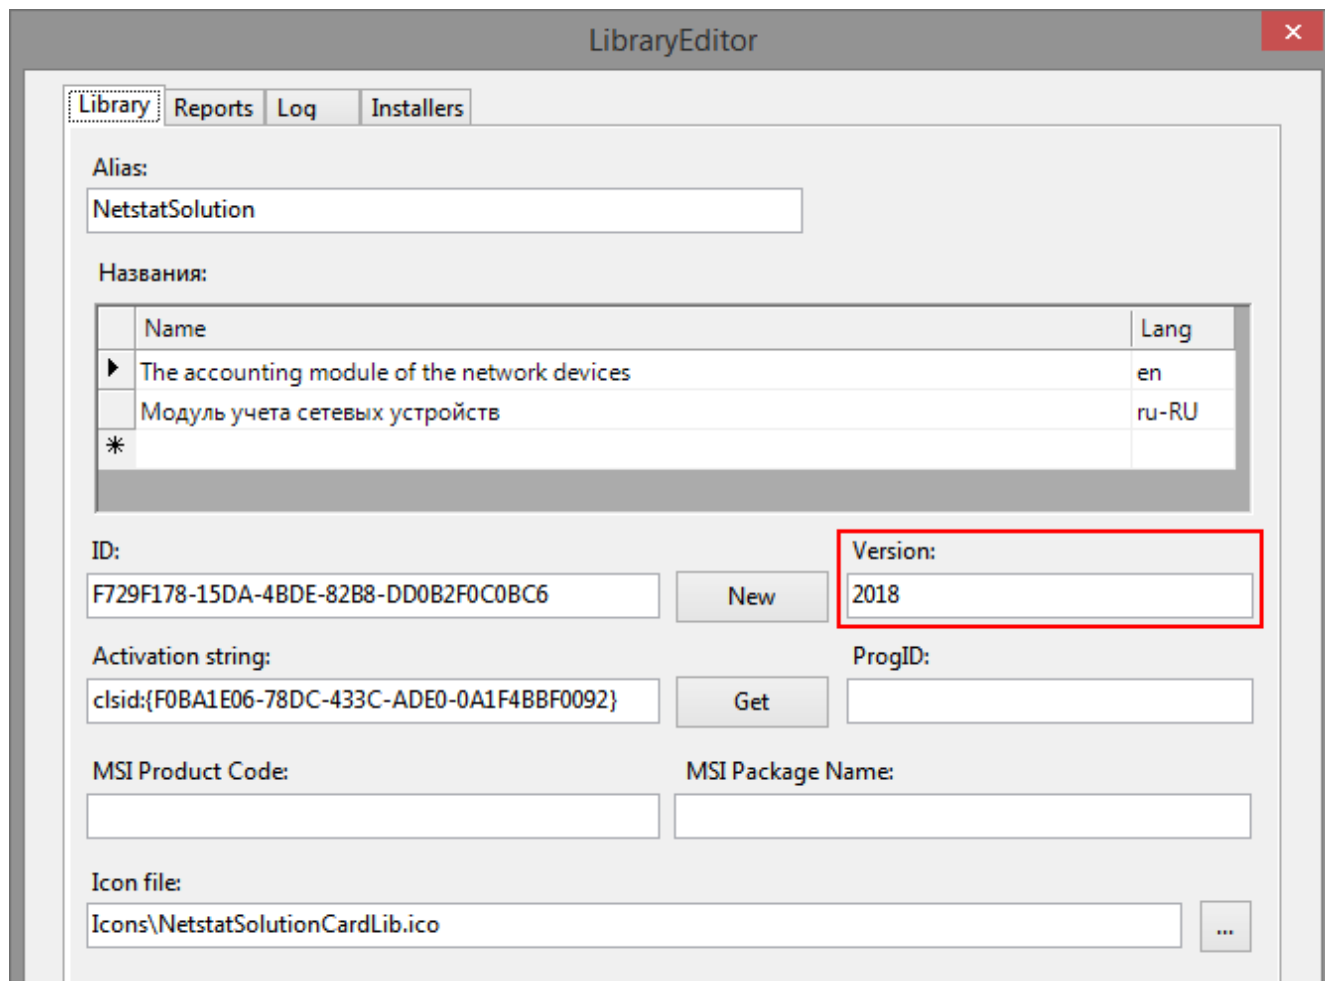 LibraryEditor
Library Reports Log Installers
Alias:
NetstatSolution
Названия:
Name Lang
The accounting module of the network devices en
Модуль учета сетевых устройств ru-RU
ID: Version:
F729F178-15DA-4BDE-82B8-DD0B2F0C0BC6 New 2018
Activation string: ProgID:
clsid:{F0BA1E06-78DC-433C-ADE0-0A1F4BBF0092} Get
MSI Product Code: MSI Package Name:
Icon file:
Icons\NetstatSolutionCardLib.ico ...